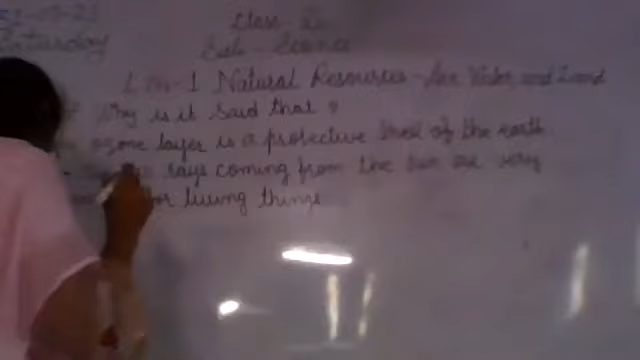 Saturday
Class -
Sub - Science
L no-1 Natural Resources - Air Water and Land
Why is it said that ?
ozone layer is a protective of the earth
rays coming from the sun are very
for living things